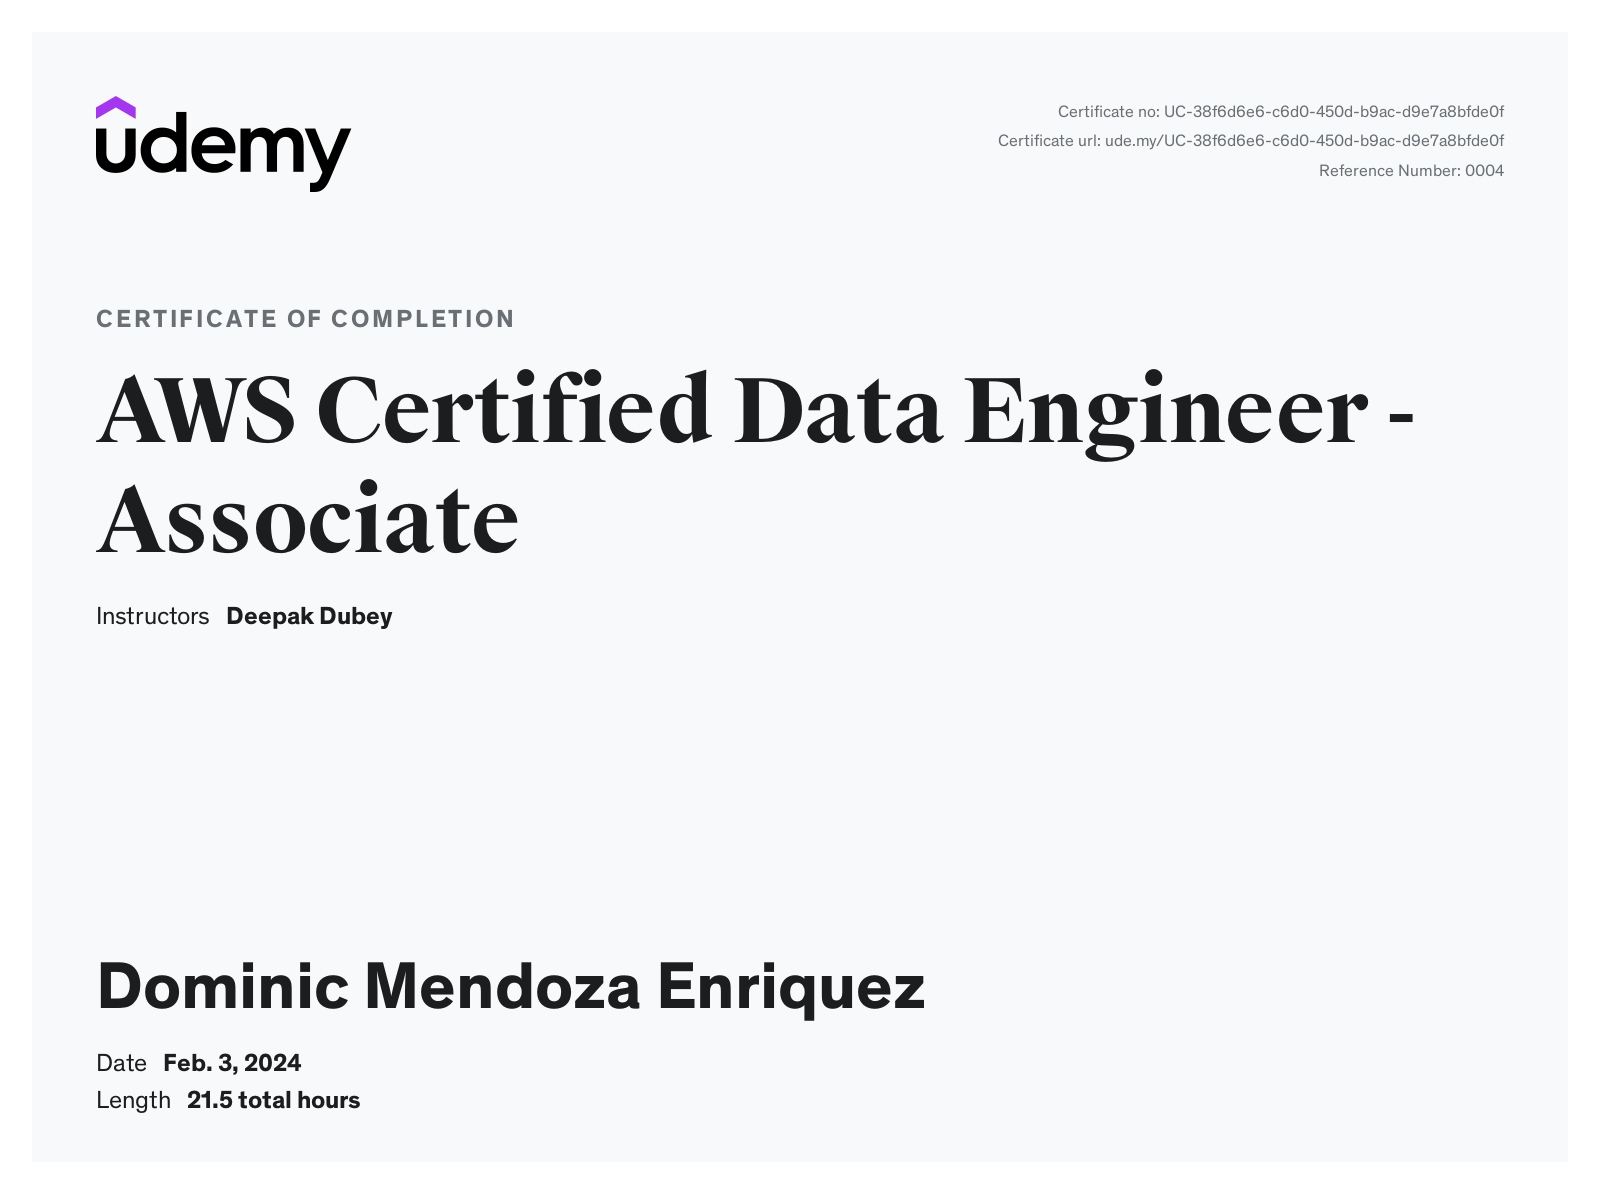 udemy
Certificate no: UC-38f6d6e6-c6d0-450d-b9ac-d9e7a8bfde0f
Certificate url: ude.my/UC-38f6d6e6-c6d0-450d-b9ac-d9e7a8bfde0f
Reference Number: 0004
CERTIFICATE OF COMPLETION
AWS Certified Data Engineer -
Associate
Instructors Deepak Dubey
Dominic Mendoza Enriquez
Date Feb. 3, 2024
Length 21.5 total hours